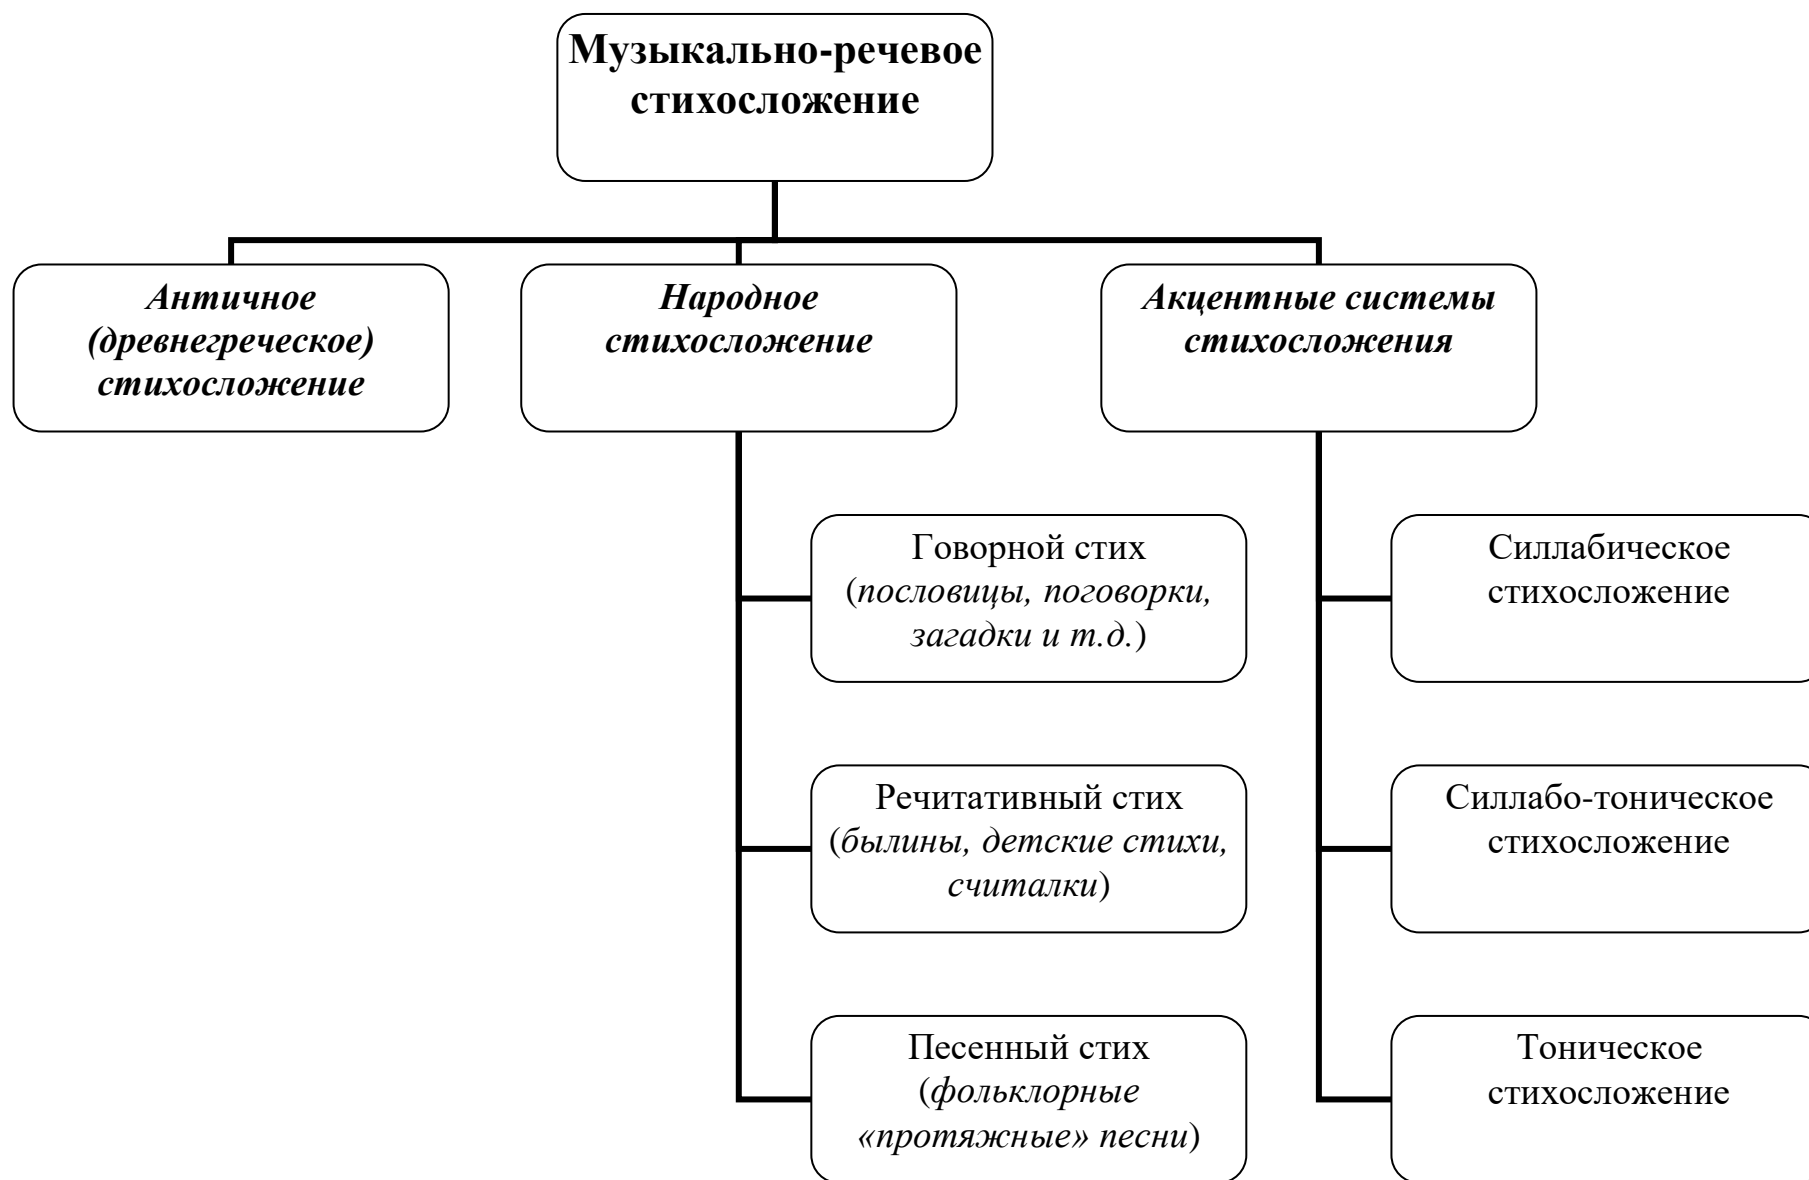 Музыкально-речевое
стихосложение
Античное
(древнегреческое)
стихосложение
Народное
стихосложение
Акцентные системы
стихосложения
Говорной стих
(пословицы, поговорки,
загадки и т.д.)
Речитативный стих
(былины, детские стихи,
считалки)
Песенный стих
(фольклорные
«протяжные» песни)
Силлабическое
стихосложение
Силлабо-тоническое
стихосложение
Тоническое
стихосложение